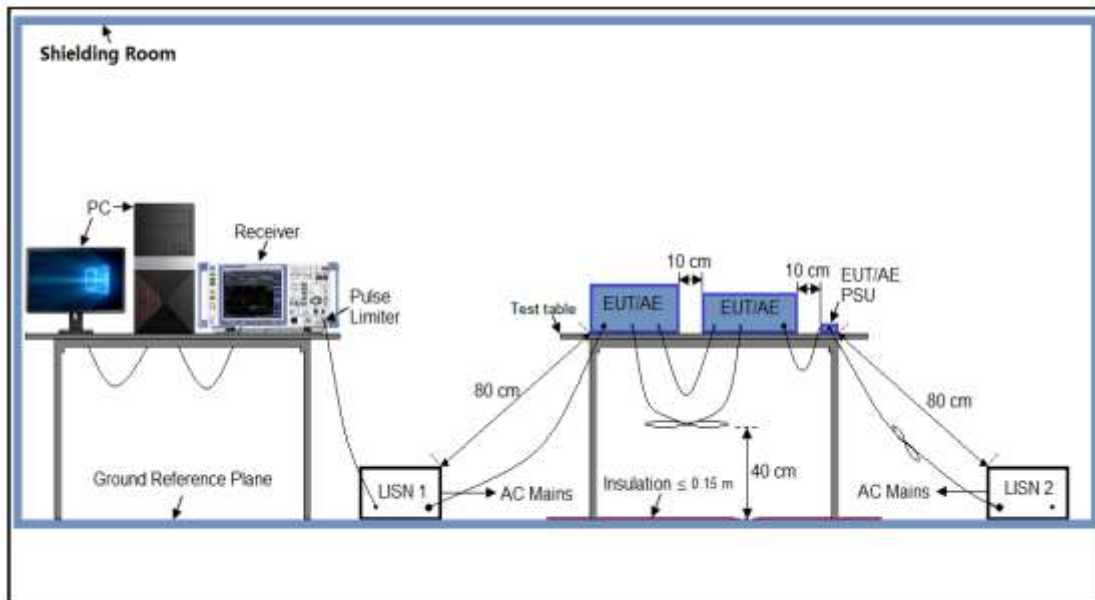 Shielding Room
PC
Receiver
Pulse
Limiter
10 cm
10 cm
EUT/AE
PSU
Test table
EUT/AE
EUT/AE
80 cm
80 cm
40 cm
Ground Reference Plane
LISN 1
AC Mains
Insulation ≤ 0.15 m
AC Mains
LISN 2